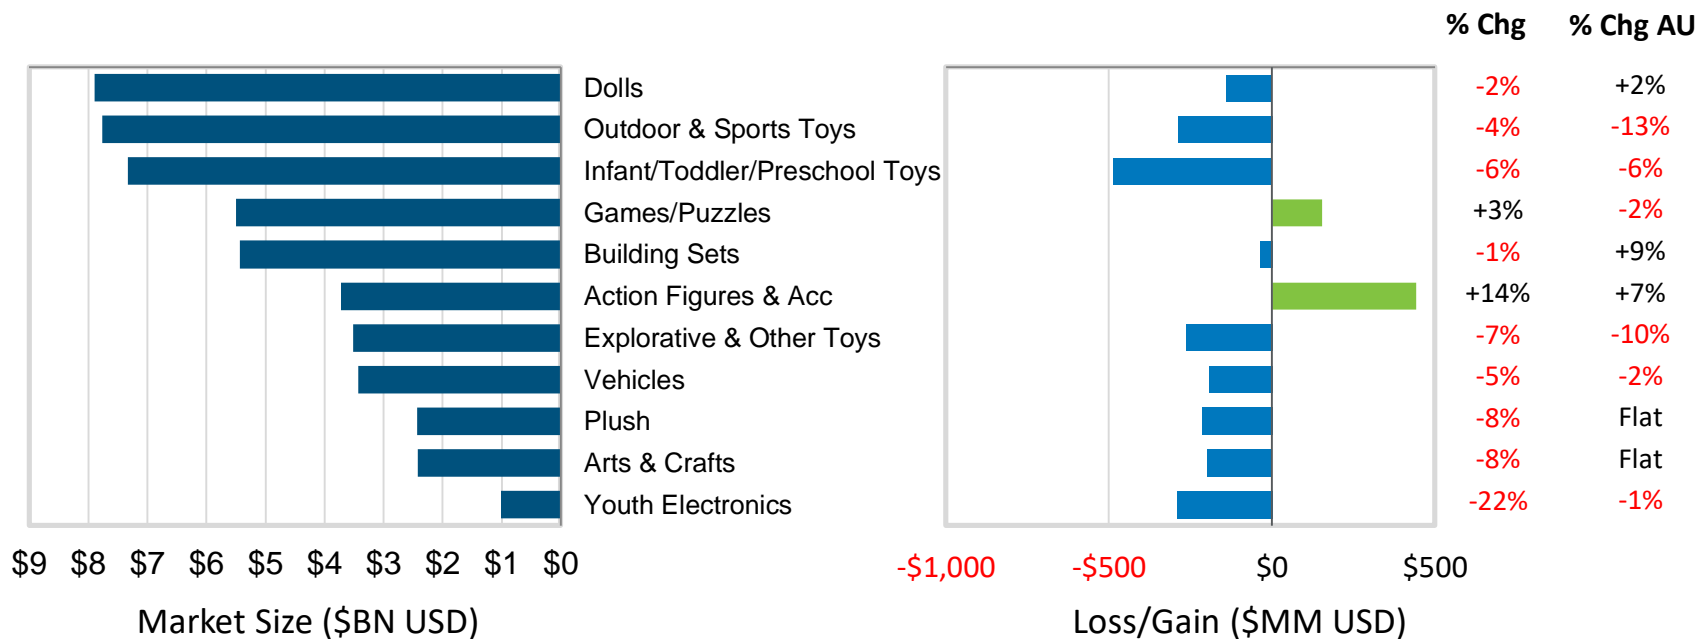 % Chg % Chg AU
Dolls -2% +2%
Outdoor & Sports Toys -4% -13%
Infant/Toddler/Preschool Toys -6% -6%
Games/Puzzles +3% -2%
Building Sets -1% +9%
Action Figures & Acc +14% +7%
Explorative & Other Toys -7% -10%
Vehicles -5% -2%
Plush -8% Flat
Arts & Crafts -8% Flat
Youth Electronics -22% -1%
$9 $8 $7 $6 $5 $4 $3 $2 $1 $0 -$1,000 -$500 $0 $500
Market Size ($BN USD) Loss/Gain ($MM USD)